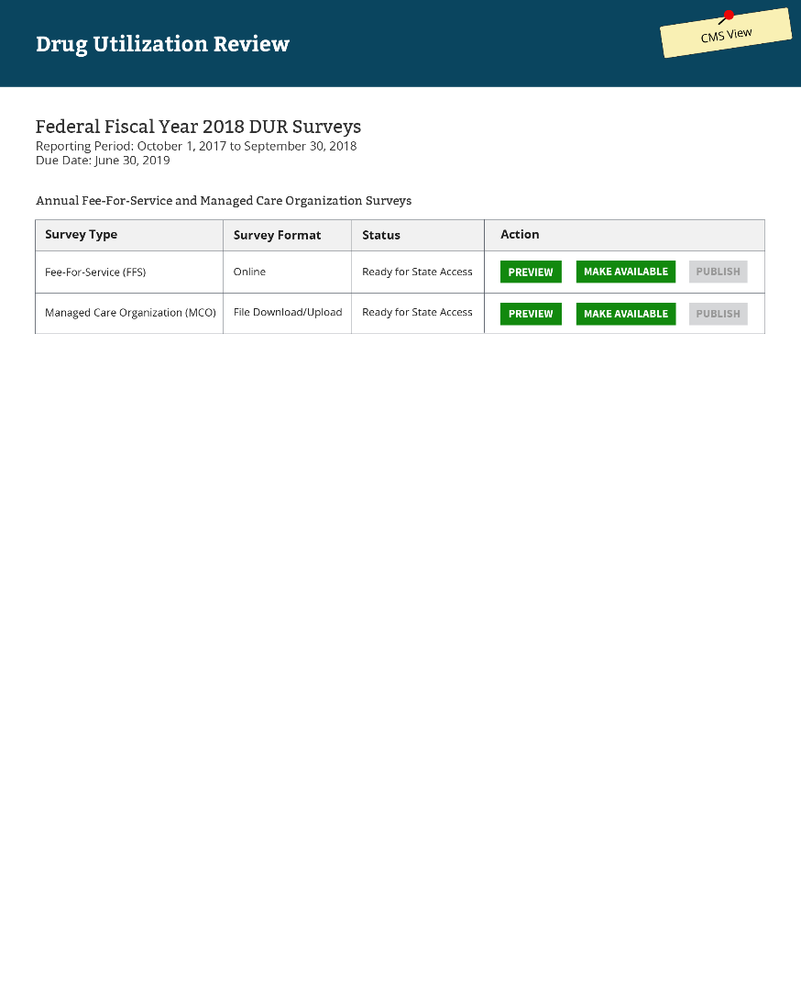 Drug Utilization Review
CMS View
Federal Fiscal Year 2018 DUR Surveys
Reporting Period: October 1, 2017 to September 30, 2018
Due Date: June 30, 2019
Annual Fee-For-Service and Managed Care Organization Surveys
Survey Type Survey Format Status Action
Fee-For-Service (FFS) Online Ready for State Access PREVIEW MAKE AVAILABLE PUBLISH
Managed Care Organization (MCO) File Download/Upload Ready for State Access PREVIEW MAKE AVAILABLE PUBLISH